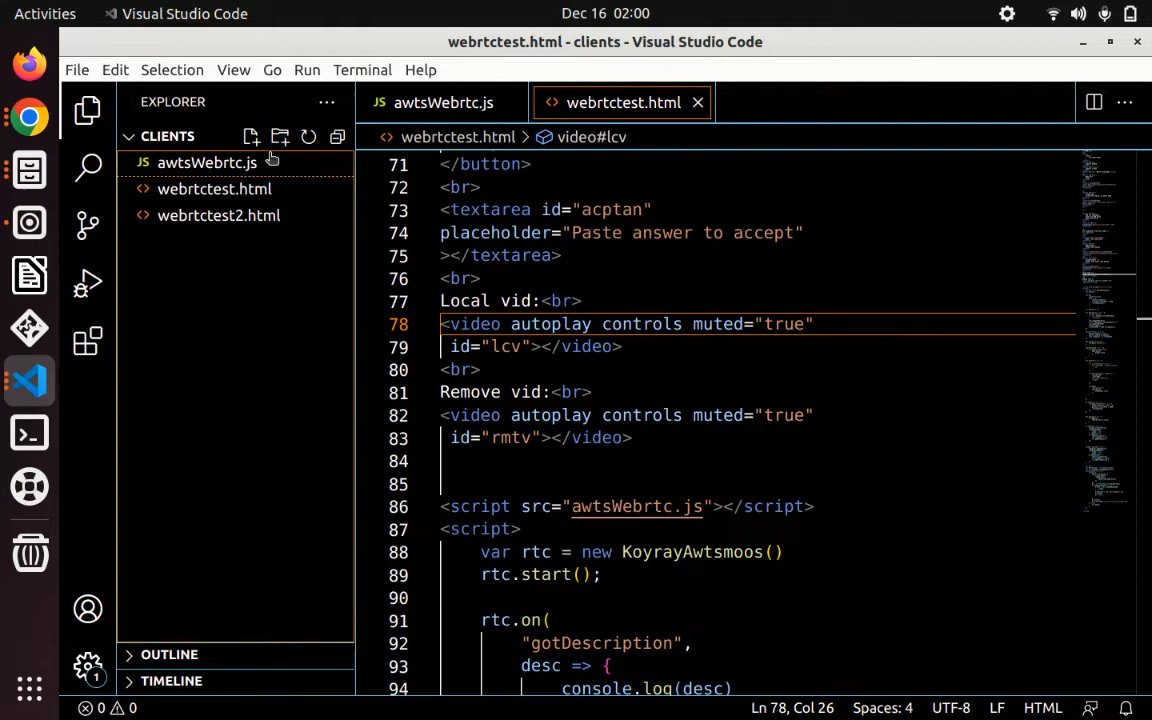 Activities
Visual Studio Code
Dec 16 02:00
webrtctest.html - clients - Visual Studio Code
File Edit Selection View Go Run Terminal Help
EXPLORER
CLIENTS
JS awtsWebrtc.js
webrtctest.html
webrtctest2.html
OUTLINE
TIMELINE
1
JS awtsWebrtc.js
webrtctest.html
webrtctest.html > video#lcv
71 </button>
72 <br>
73 <textarea id="acptan"
74 placeholder="Paste answer to accept"
75 ></textarea>
76 <br>
77 Local vid:<br>
78 <video autoplay controls muted="true"
79 id="lcv"></video>
80 <br>
81 Remove vid:<br>
82 <video autoplay controls muted="true"
83 id="rmtv"></video>
84
85
86 <script src="awtsWebrtc.js"></script>
87 <script>
88 var rtc = new KoyrayAwtsmoos()
89 rtc.start();
90
91 rtc.on(
92 "gotDescription",
93 desc => {
94 console.log(desc)
0 0
Ln 78, Col 26 Spaces: 4 UTF-8 LF HTML